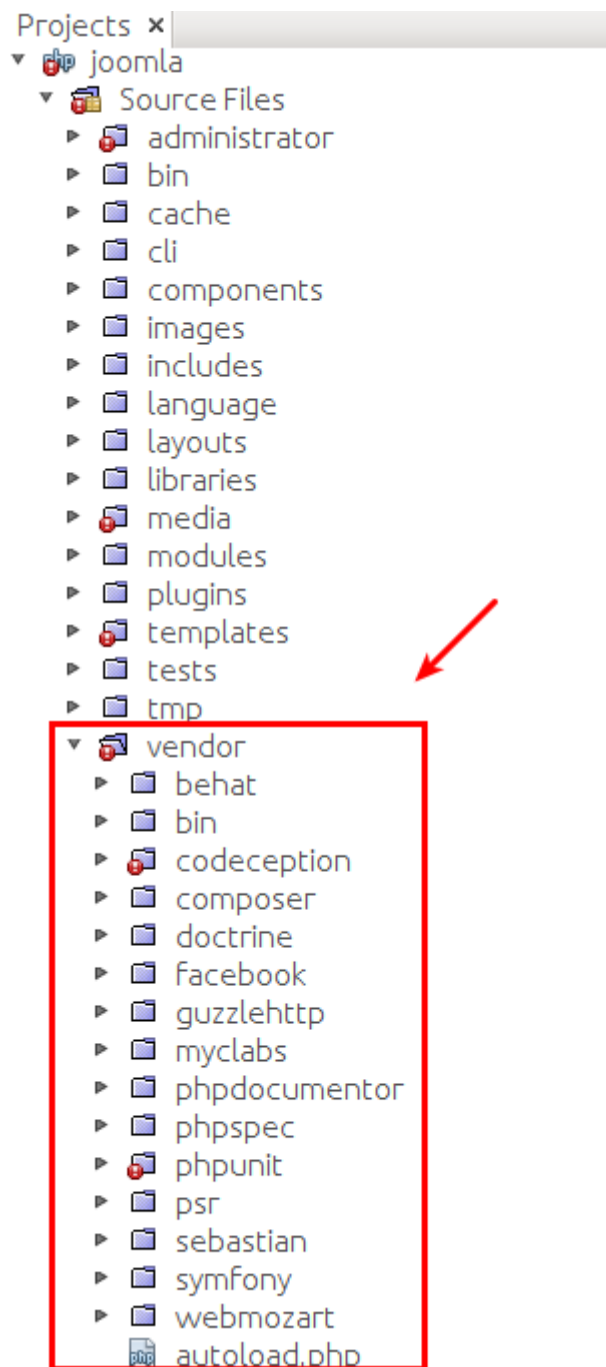 Projects ×
joomla
Source Files
administrator
bin
cache
cli
components
images
includes
language
layouts
libraries
media
modules
plugins
templates
tests
tmp
vendor
behat
bin
codeception
composer
doctrine
facebook
guzzlehttp
myclabs
phpdocumentor
phpspec
phpunit
psr
sebastian
symfony
webmozart
autoload.php